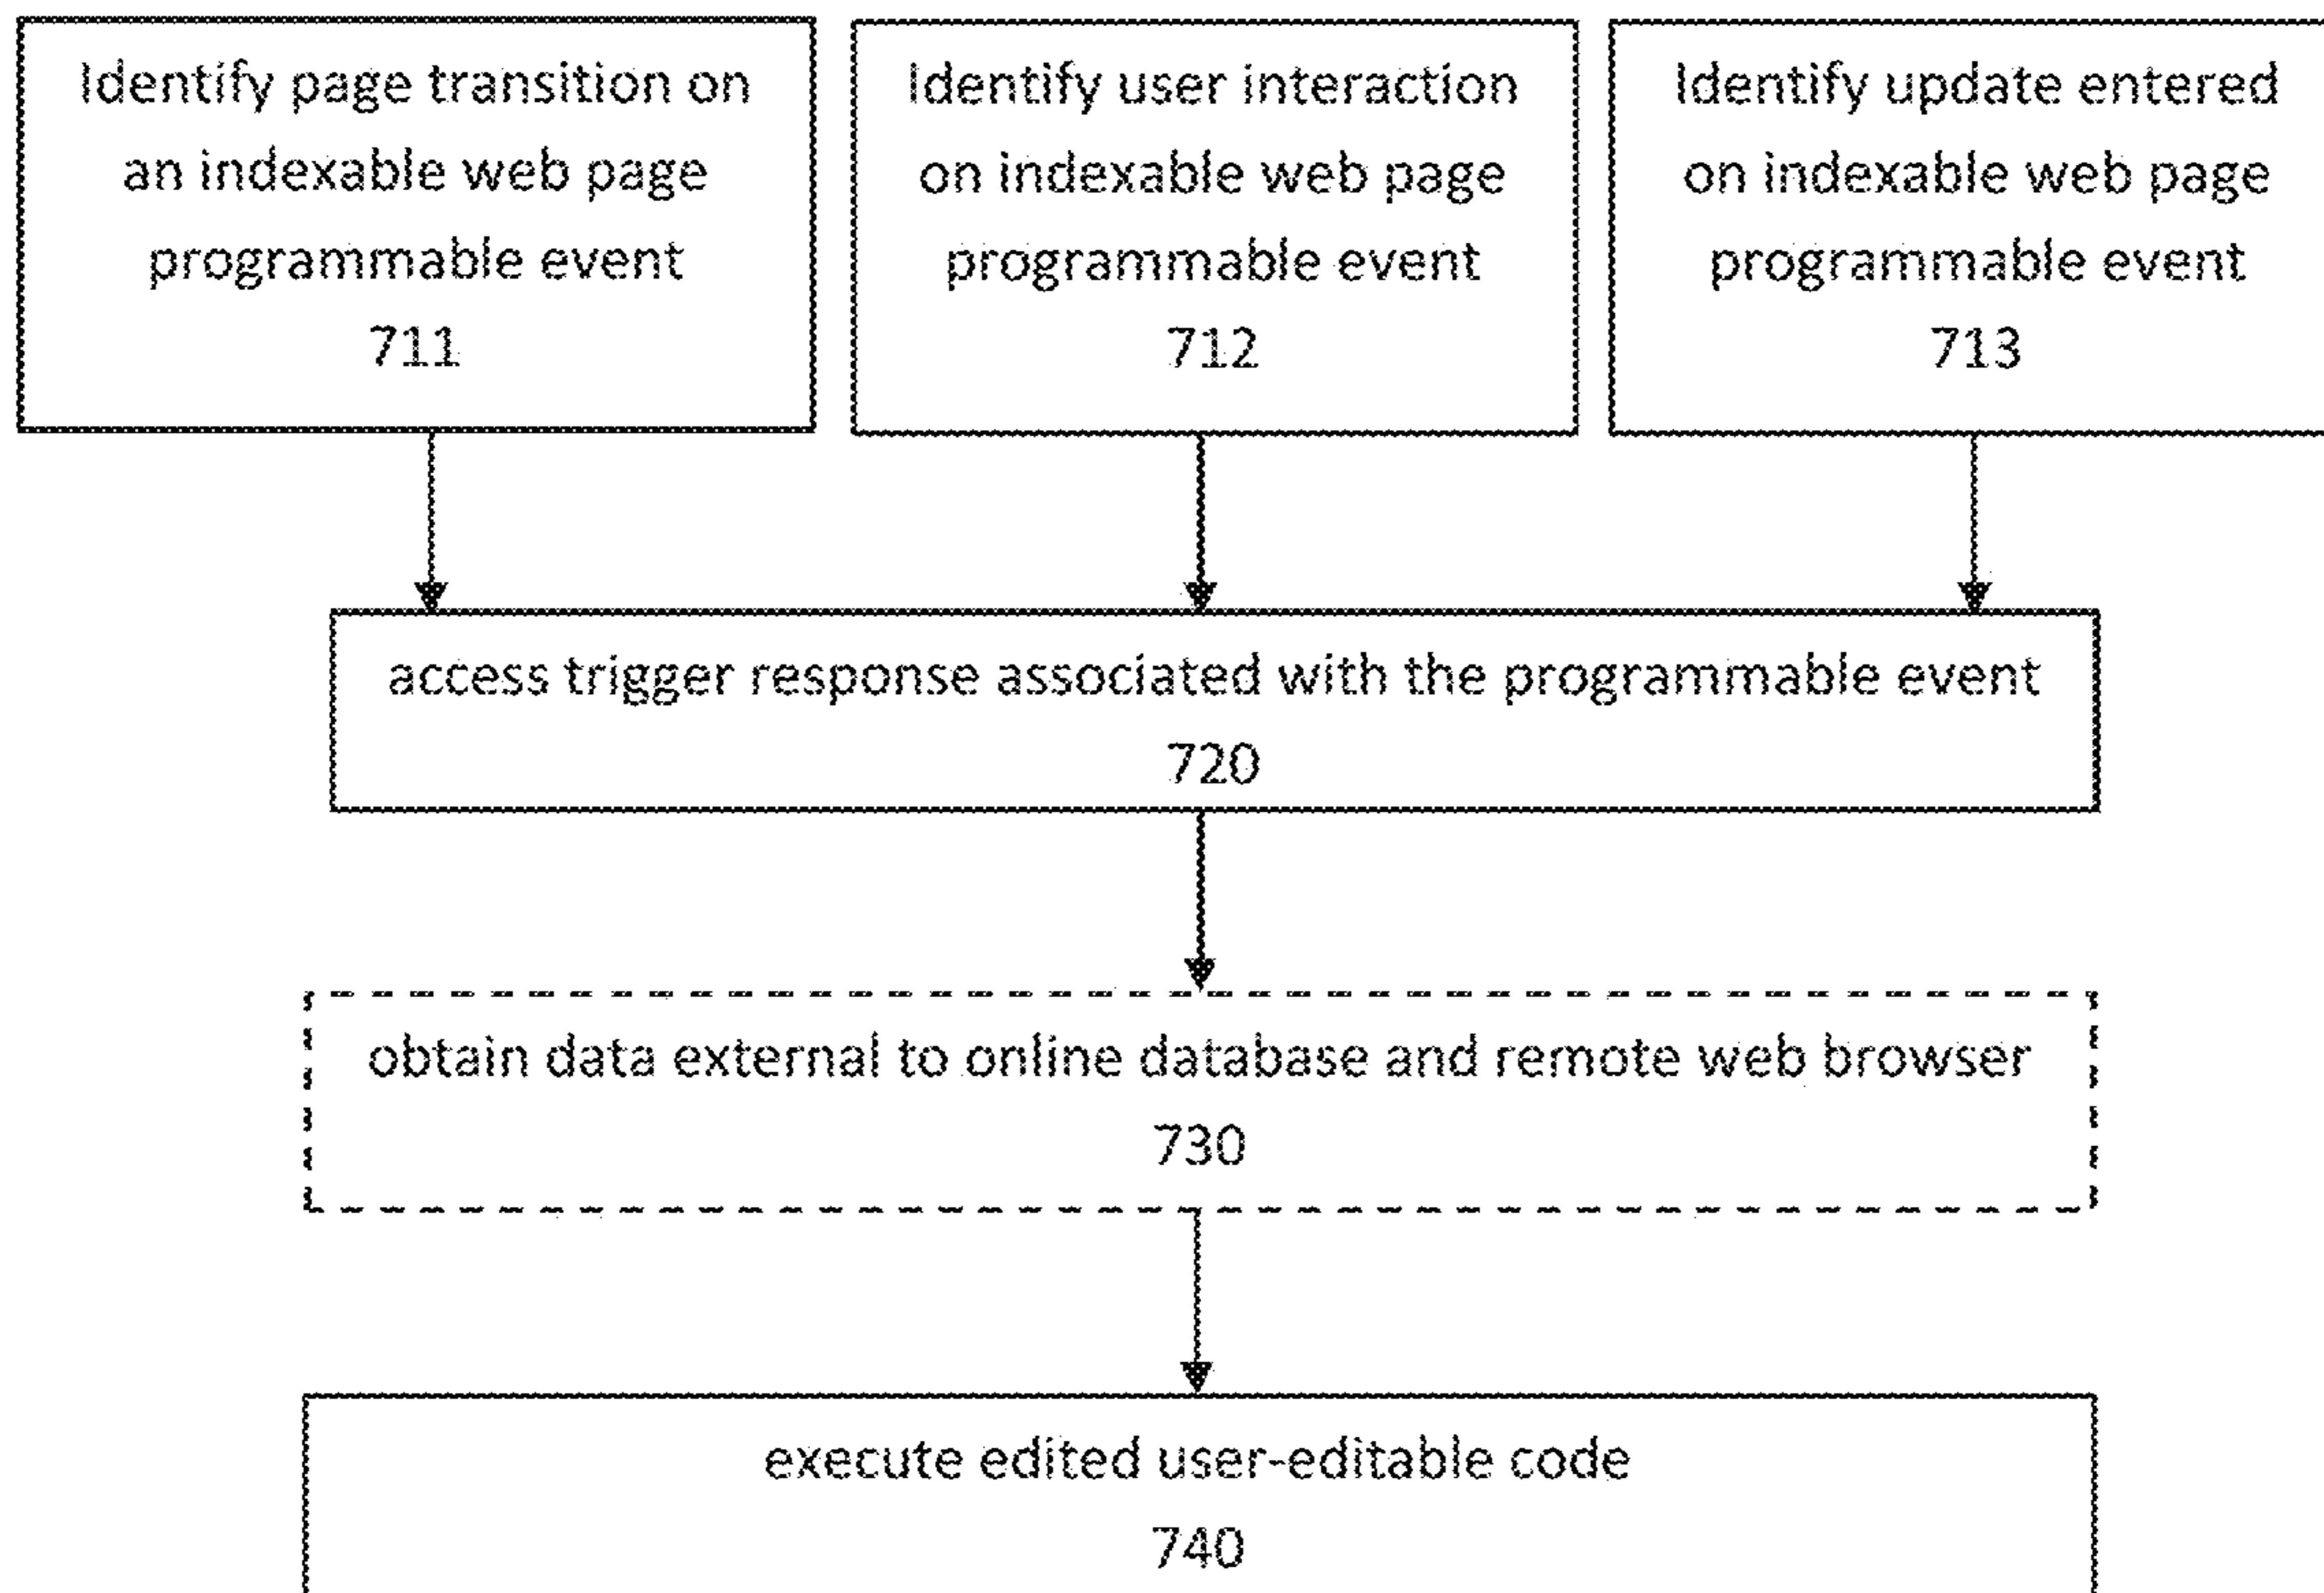 Identify page transition on
an indexable web page
programmable event
711
Identify user interaction
on indexable web page
programmable event
712
Identify update entered
on indexable web page
programmable event
713
access trigger response associated with the programmable event
720
obtain data external to online database and remote web browser
730
execute edited user-editable code
740